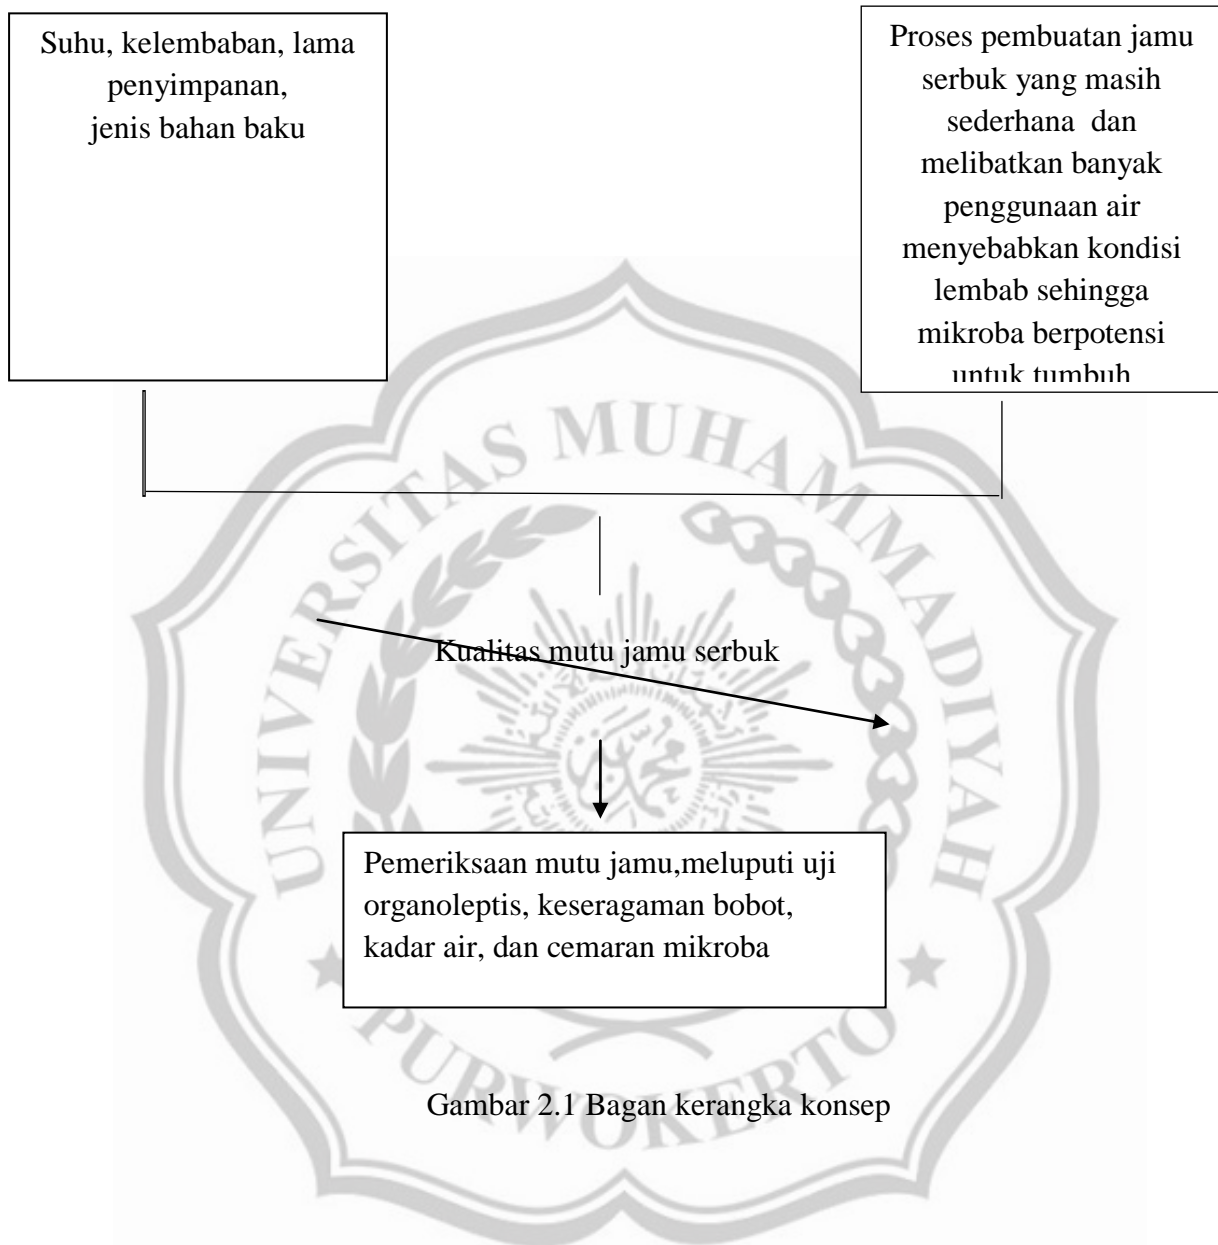 Suhu, kelembaban, lama
penyimpanan,
jenis bahan baku
Proses pembuatan jamu
serbuk yang masih
sederhana dan
melibatkan banyak
penggunaan air
menyebabkan kondisi
lembab sehingga
mikroba berpotensi
untuk tumbuh
UNIVERSITAS MUHAMMADIYAH
Kualitas mutu jamu serbuk
Pemeriksaan mutu jamu,meluputi uji
organoleptis, keseragaman bobot,
kadar air, dan cemaran mikroba
PURWOKERTO
Gambar 2.1 Bagan kerangka konsep